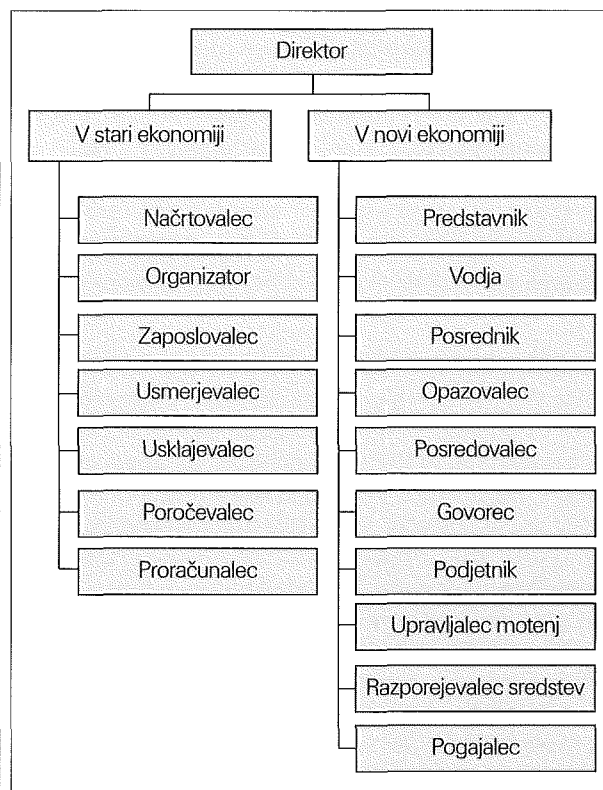 Direktor
V stari ekonomiji
Načrtovalec
Organizator
Zaposlovalec
Usmerjevalec
Usklajevalec
Poročevalec
Proračunalec
V novi ekonomiji
Predstavnik
Vodja
Posrednik
Opazovalec
Posredovalec
Govorec
Podjetnik
Upravljalec motenj
Razporejevalec sredstev
Pogajalec